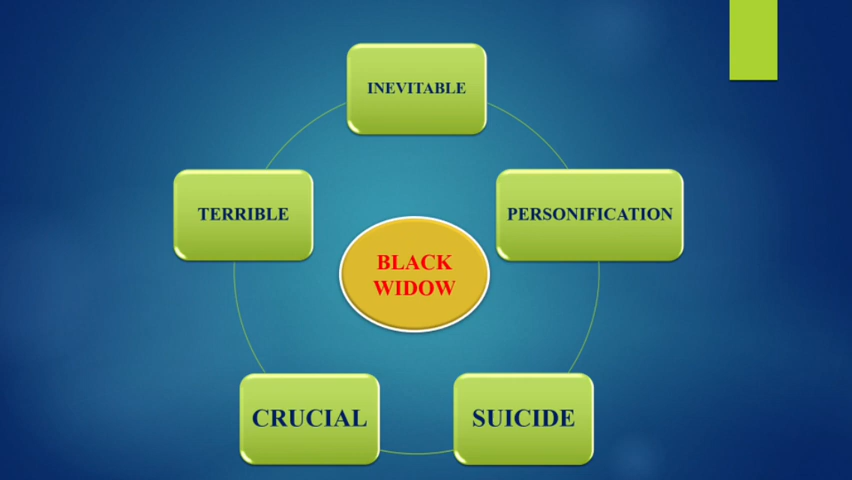 INEVITABLE
TERRIBLE
PERSONIFICATION
BLACK
WIDOW
CRUCIAL
SUICIDE